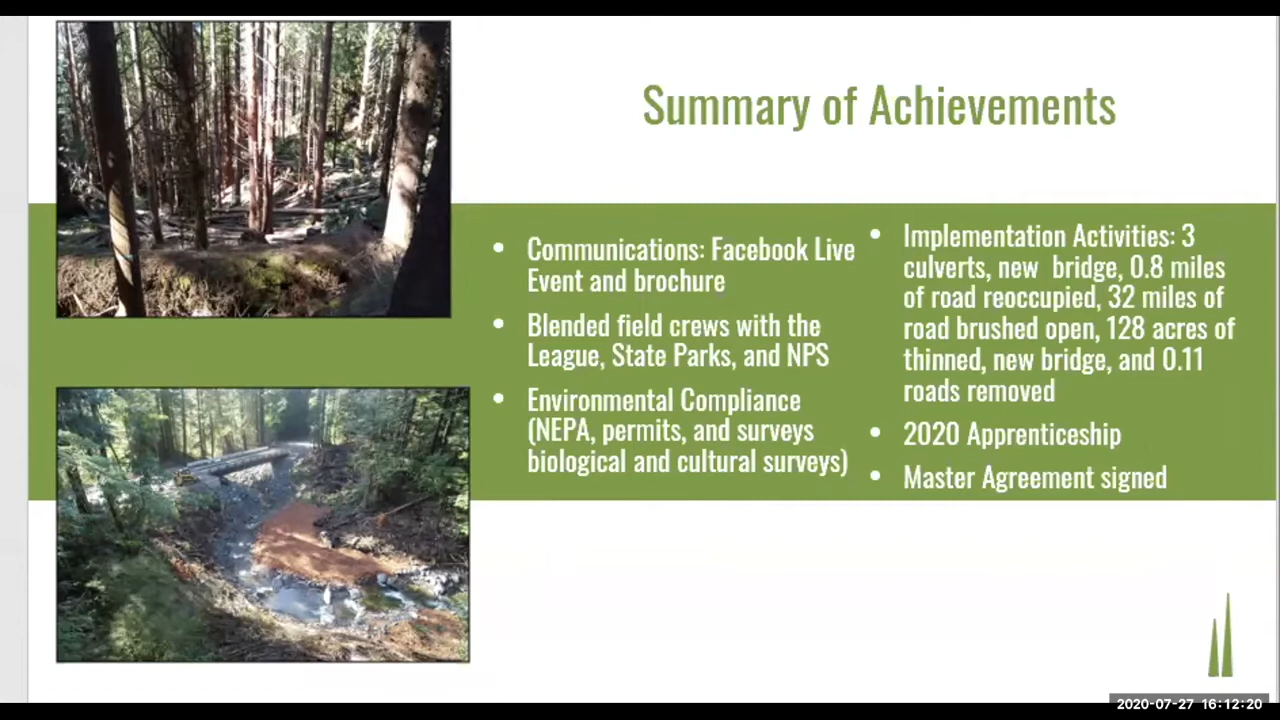 Summary of Achievements
• Communications: Facebook Live
Event and brochure
• Blended field crews with the
League, State Parks, and NPS
• Environmental Compliance
(NEPA, permits, and surveys
biological and cultural surveys)
• Implementation Activities: 3
culverts, new bridge, 0.8 miles
of road reoccupied, 32 miles of
road brushed open, 128 acres of
thinned, new bridge, and 0.11
roads removed
• 2020 Apprenticeship
• Master Agreement signed
2020-07-27 16:12:20